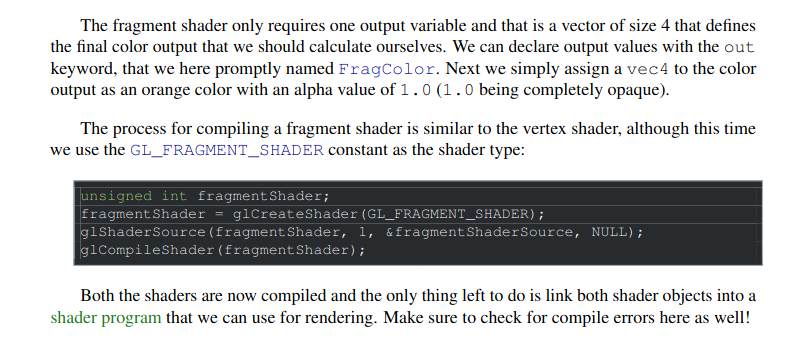 The fragment shader only requires one output variable and that is a vector of size 4 that defines
the final color output that we should calculate ourselves. We can declare output values with the out
keyword, that we here promptly named FragColor. Next we simply assign a vec4 to the color
output as an orange color with an alpha value of 1.0 (1.0 being completely opaque).
The process for compiling a fragment shader is similar to the vertex shader, although this time
we use the GL_FRAGMENT_SHADER constant as the shader type:
unsigned int fragmentShader;
fragmentShader = glCreateShader(GL_FRAGMENT_SHADER);
glShaderSource(fragmentShader, 1, &fragmentShaderSource, NULL);
glCompileShader(fragmentShader);
Both the shaders are now compiled and the only thing left to do is link both shader objects into a
shader program that we can use for rendering. Make sure to check for compile errors here as well!